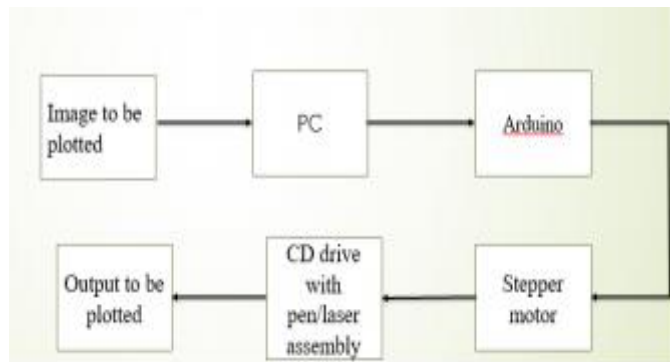 Image to be
plotted
PC
Arduino
Stepper
motor
CD drive
with
pen/laser
assembly
Output to be
plotted